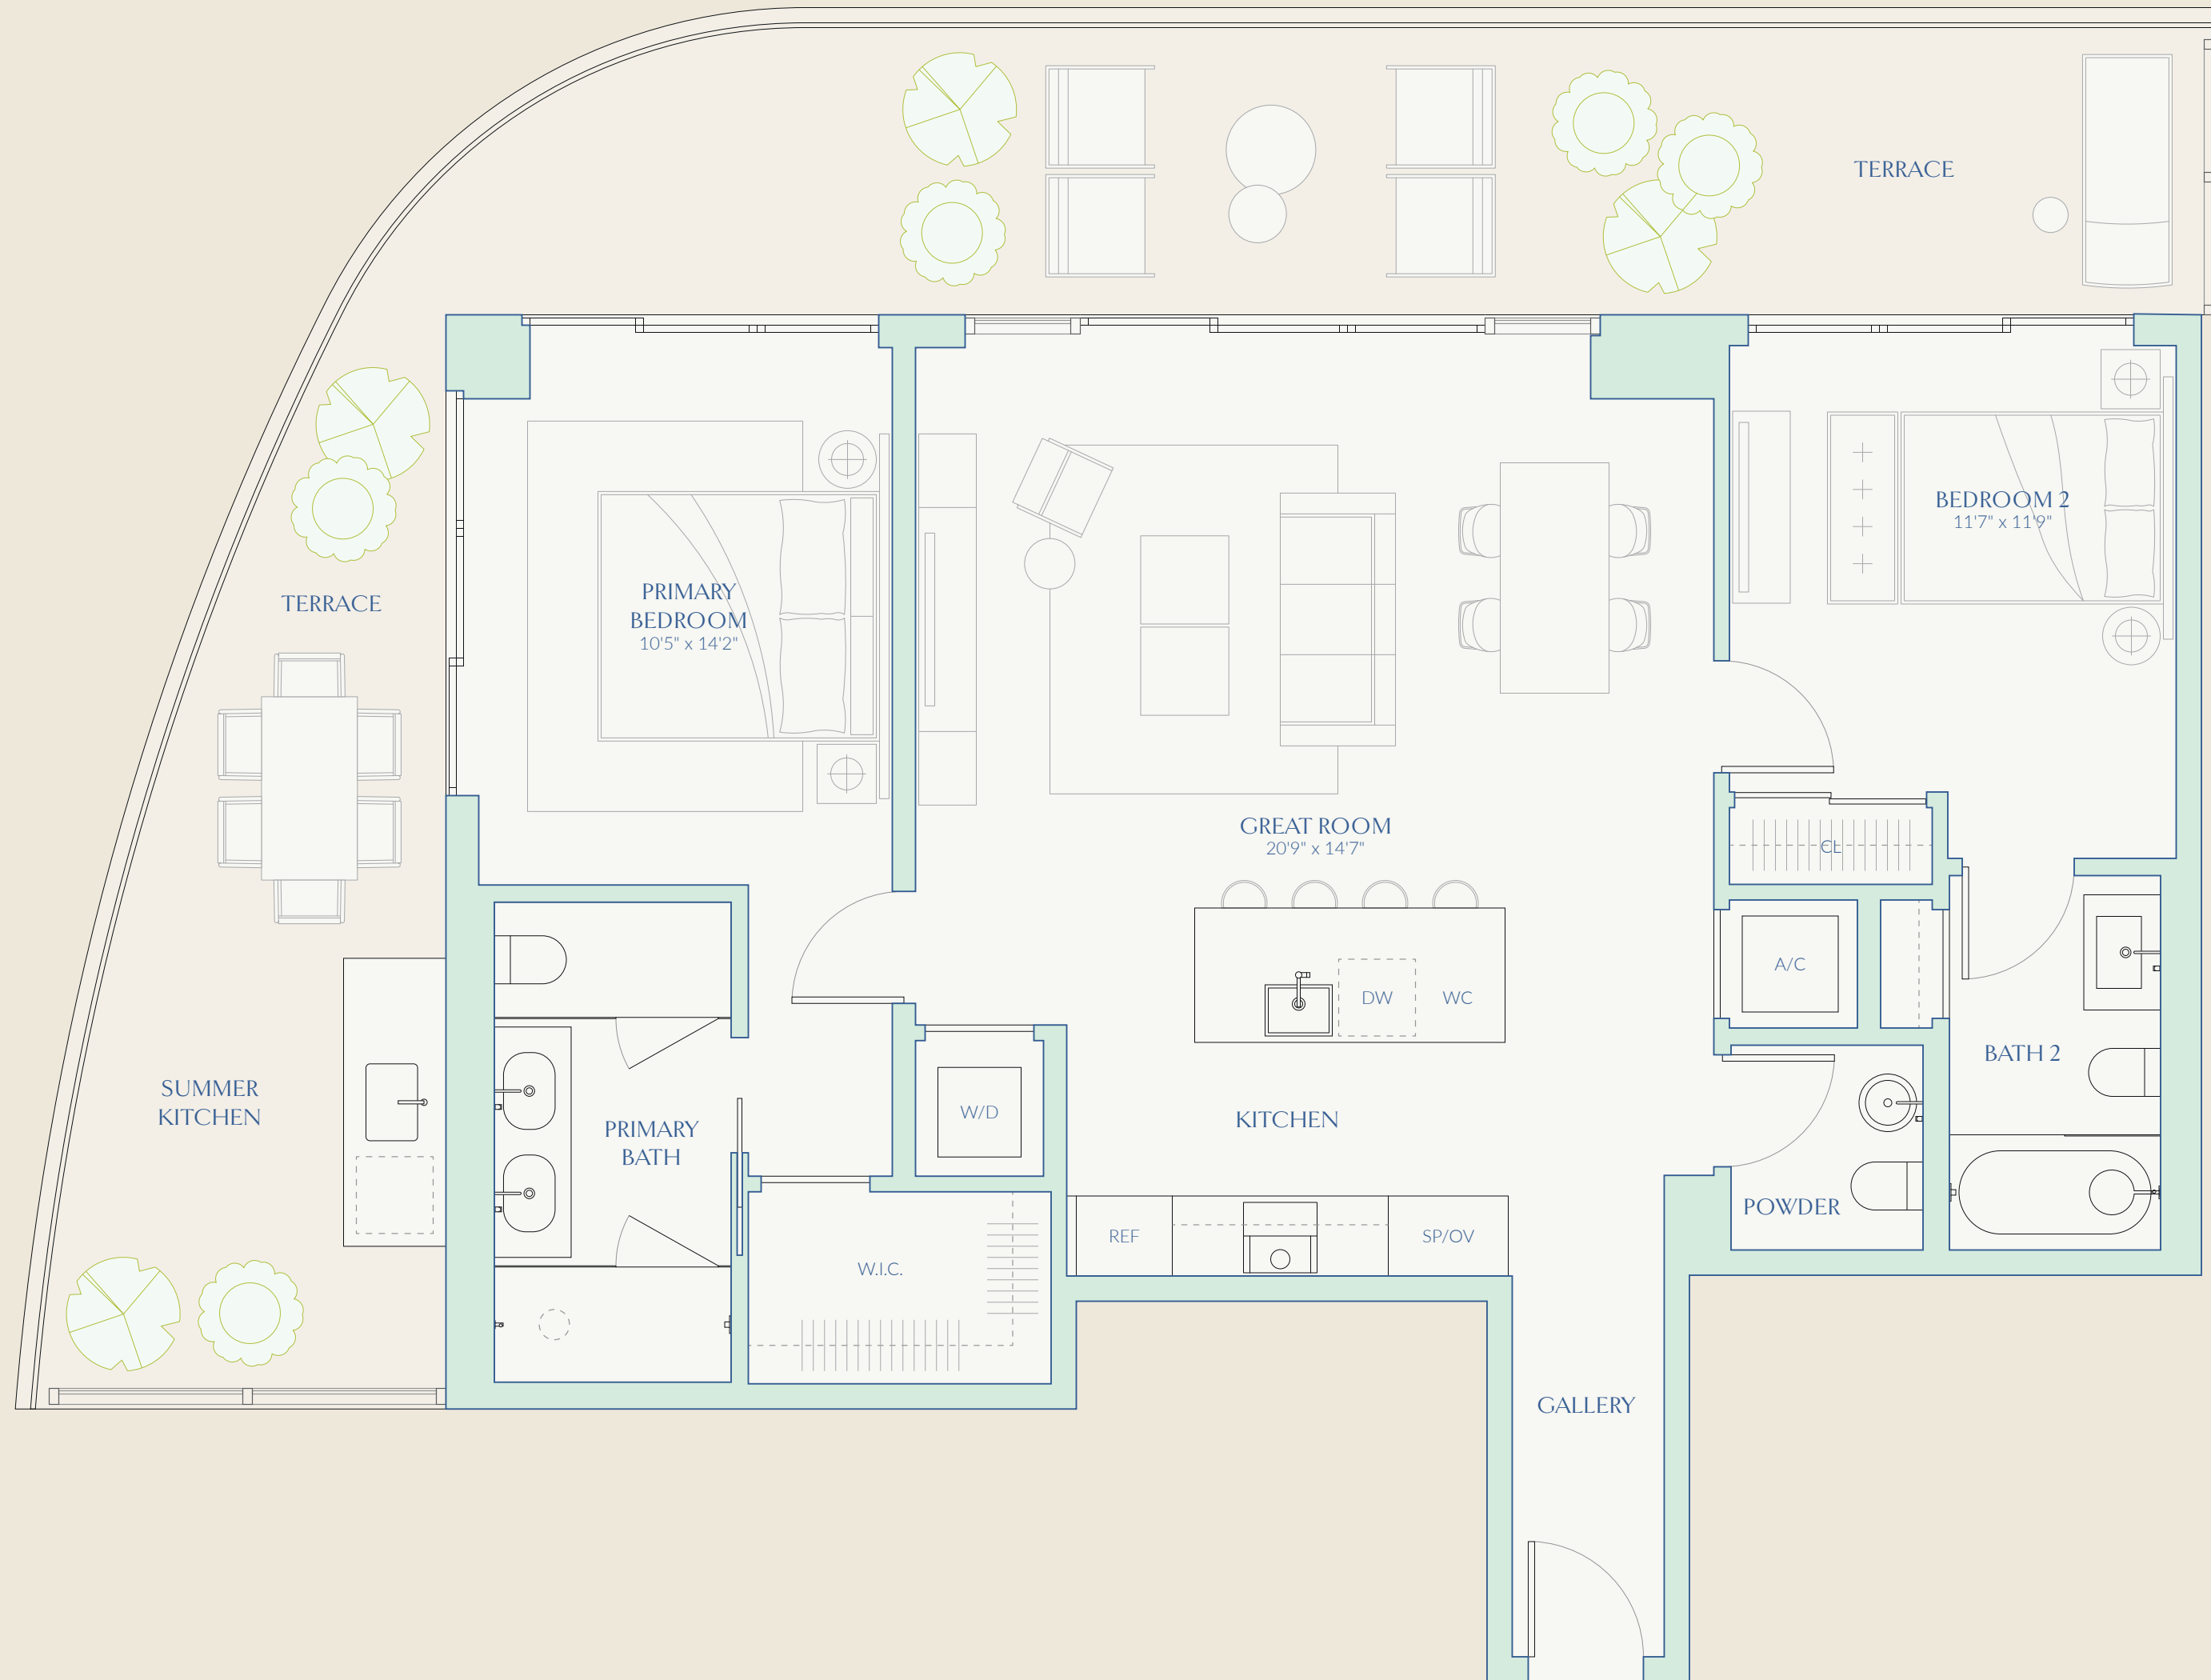 TERRACE
BEDROOM 2
11'7" x 11'9"
TERRACE
PRIMARY
BEDROOM
10'5" x 14'2"
GREAT ROOM
20'9" x 14'7"
CL
A/C
DW
WC
BATH 2
SUMMER
KITCHEN
PRIMARY
BATH
W/D
KITCHEN
POWDER
REF
SP/OV
W.I.C.
GALLERY